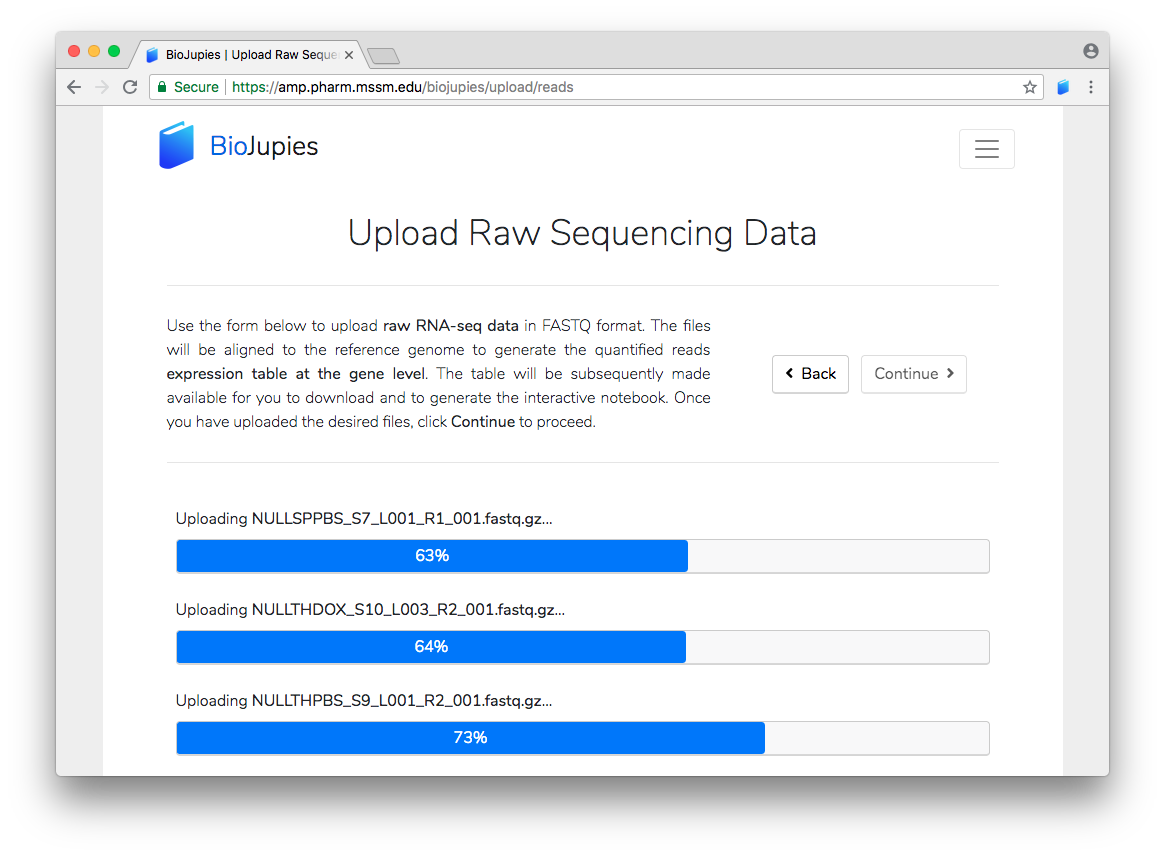 BioJupies | Upload Raw Seque
Secure https://amp.pharm.mssm.edu/biojupies/upload/reads
BioJupies
Upload Raw Sequencing Data
Use the form below to upload raw RNA-seq data in FASTQ format. The files
will be aligned to the reference genome to generate the quantified reads
expression table at the gene level. The table will be subsequently made
available for you to download and to generate the interactive notebook. Once
you have uploaded the desired files, click Continue to proceed.
Back
Continue
Uploading NULLSPPBS_S7_L001_R1_001.fastq.gz...
63%
Uploading NULLTHDOX_S10_L003_R2_001.fastq.gz...
64%
Uploading NULLTHPBS_S9_L001_R2_001.fastq.gz...
73%